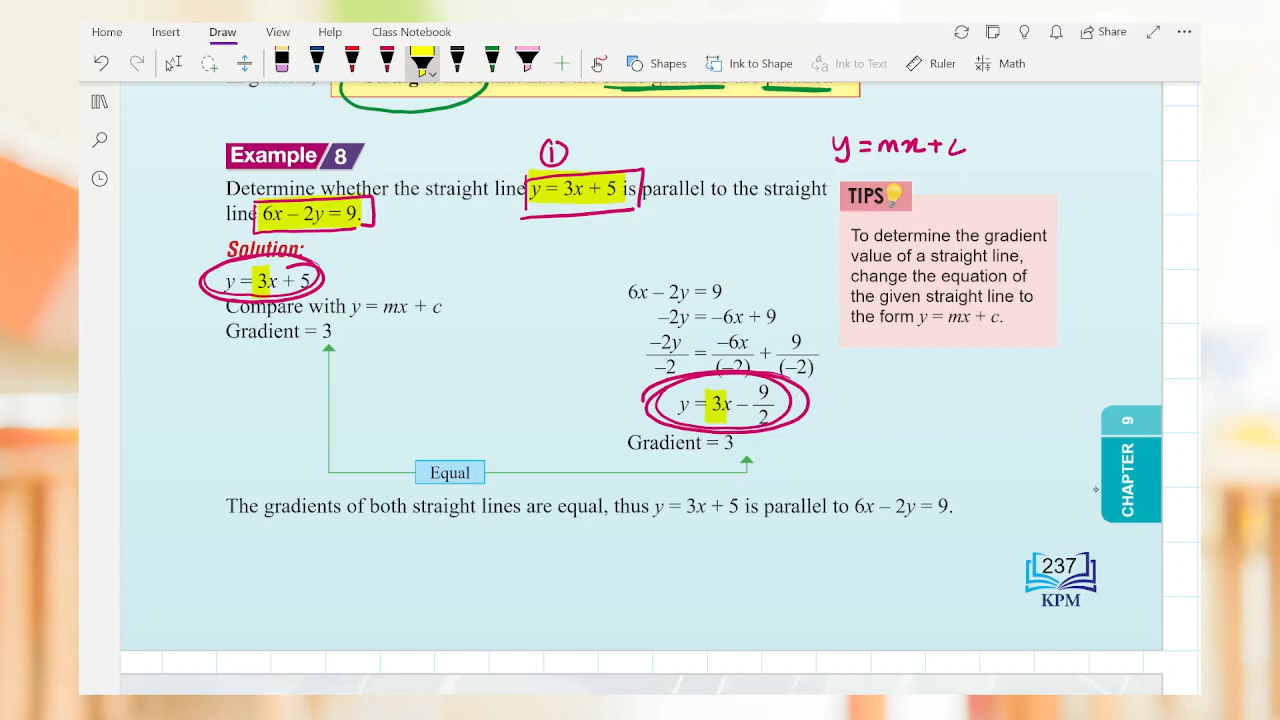 Home Insert Draw View Help Class Notebook Share
Shapes Ink to Shape Ink to Text Ruler Math
Example 8
①
y = mx + c
Determine whether the straight line y = 3x + 5 is parallel to the straight
line 6x – 2y = 9.
TIPS
To determine the gradient
value of a straight line,
change the equation of
the given straight line to
the form y = mx + c.
Solution:
y = 3x + 5
Compare with y = mx + c
Gradient = 3
6x – 2y = 9
–2y = –6x + 9
–2y/–2 = –6x/(–2) + 9/(–2)
y = 3x – 9/2
Gradient = 3
Equal
The gradients of both straight lines are equal, thus y = 3x + 5 is parallel to 6x – 2y = 9.
CHAPTER 9
237
KPM